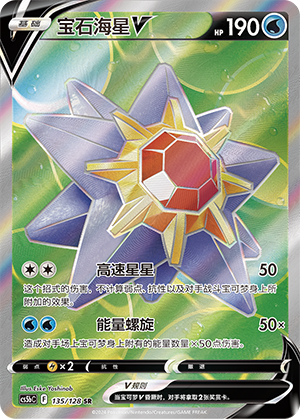 基础
宝石海星V
HP 190
高速星星 50
这个招式的伤害,不计算弱点、抗性以及对手战斗宝可梦身上所
附加的效果。
能量螺旋 50×
造成对手场上宝可梦身上附有的能量数量×50点伤害。
弱点 ×2 抗性 撤退
V规则
当宝可梦V昏厥时,对手将拿取2张奖赏卡。
Illus. Eske Yoshinob
CS5bC F 135/128 SR